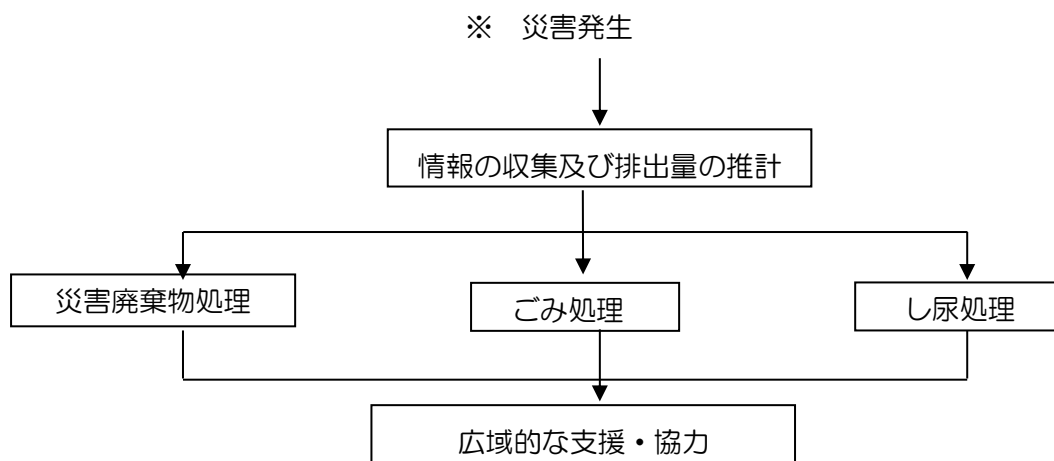 ※　災害発生
情報の収集及び排出量の推計
災害廃棄物処理
ごみ処理
し尿処理
広域的な支援・協力